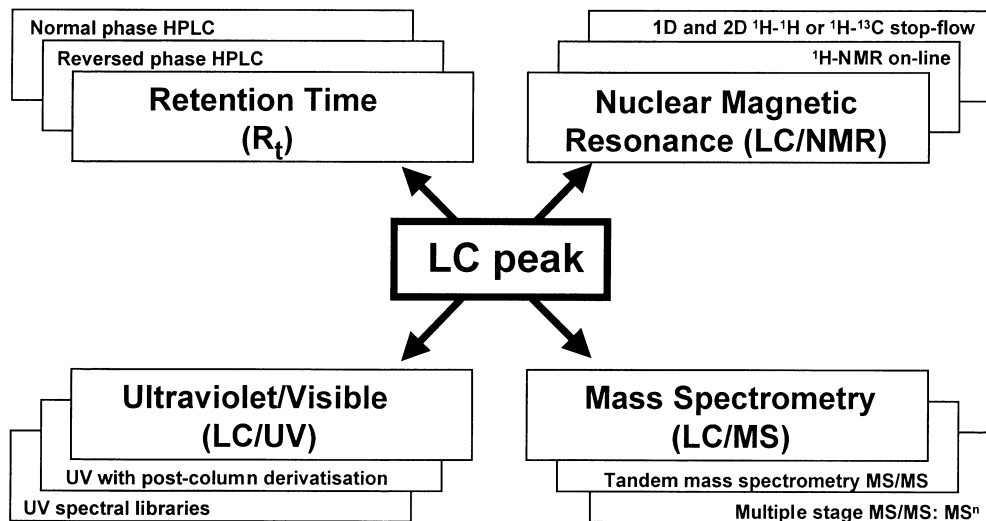 Normal phase HPLC
Reversed phase HPLC
Retention Time
(Rt)
1D and 2D ¹H-¹H or ¹H-¹³C stop-flow
¹H-NMR on-line
Nuclear Magnetic
Resonance (LC/NMR)
LC peak
Ultraviolet/Visible
(LC/UV)
UV with post-column derivatisation
UV spectral libraries
Mass Spectrometry
(LC/MS)
Tandem mass spectrometry MS/MS
Multiple stage MS/MS: MSⁿ